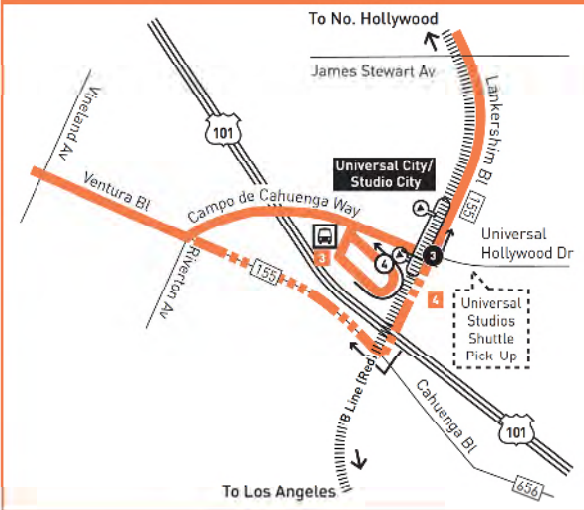 To No. Hollywood
James Stewart Av
Lankershim Bl
Vineland Av
101
Universal City/
Studio City
155
Ventura Bl
Campo de Cahuenga Way
3
4
3
Universal
Hollywood Dr
Riverton Av
155
4
Universal
Studios
Shuttle
Pick Up
B Line (Red)
Cahuenga Bl
101
656
To Los Angeles